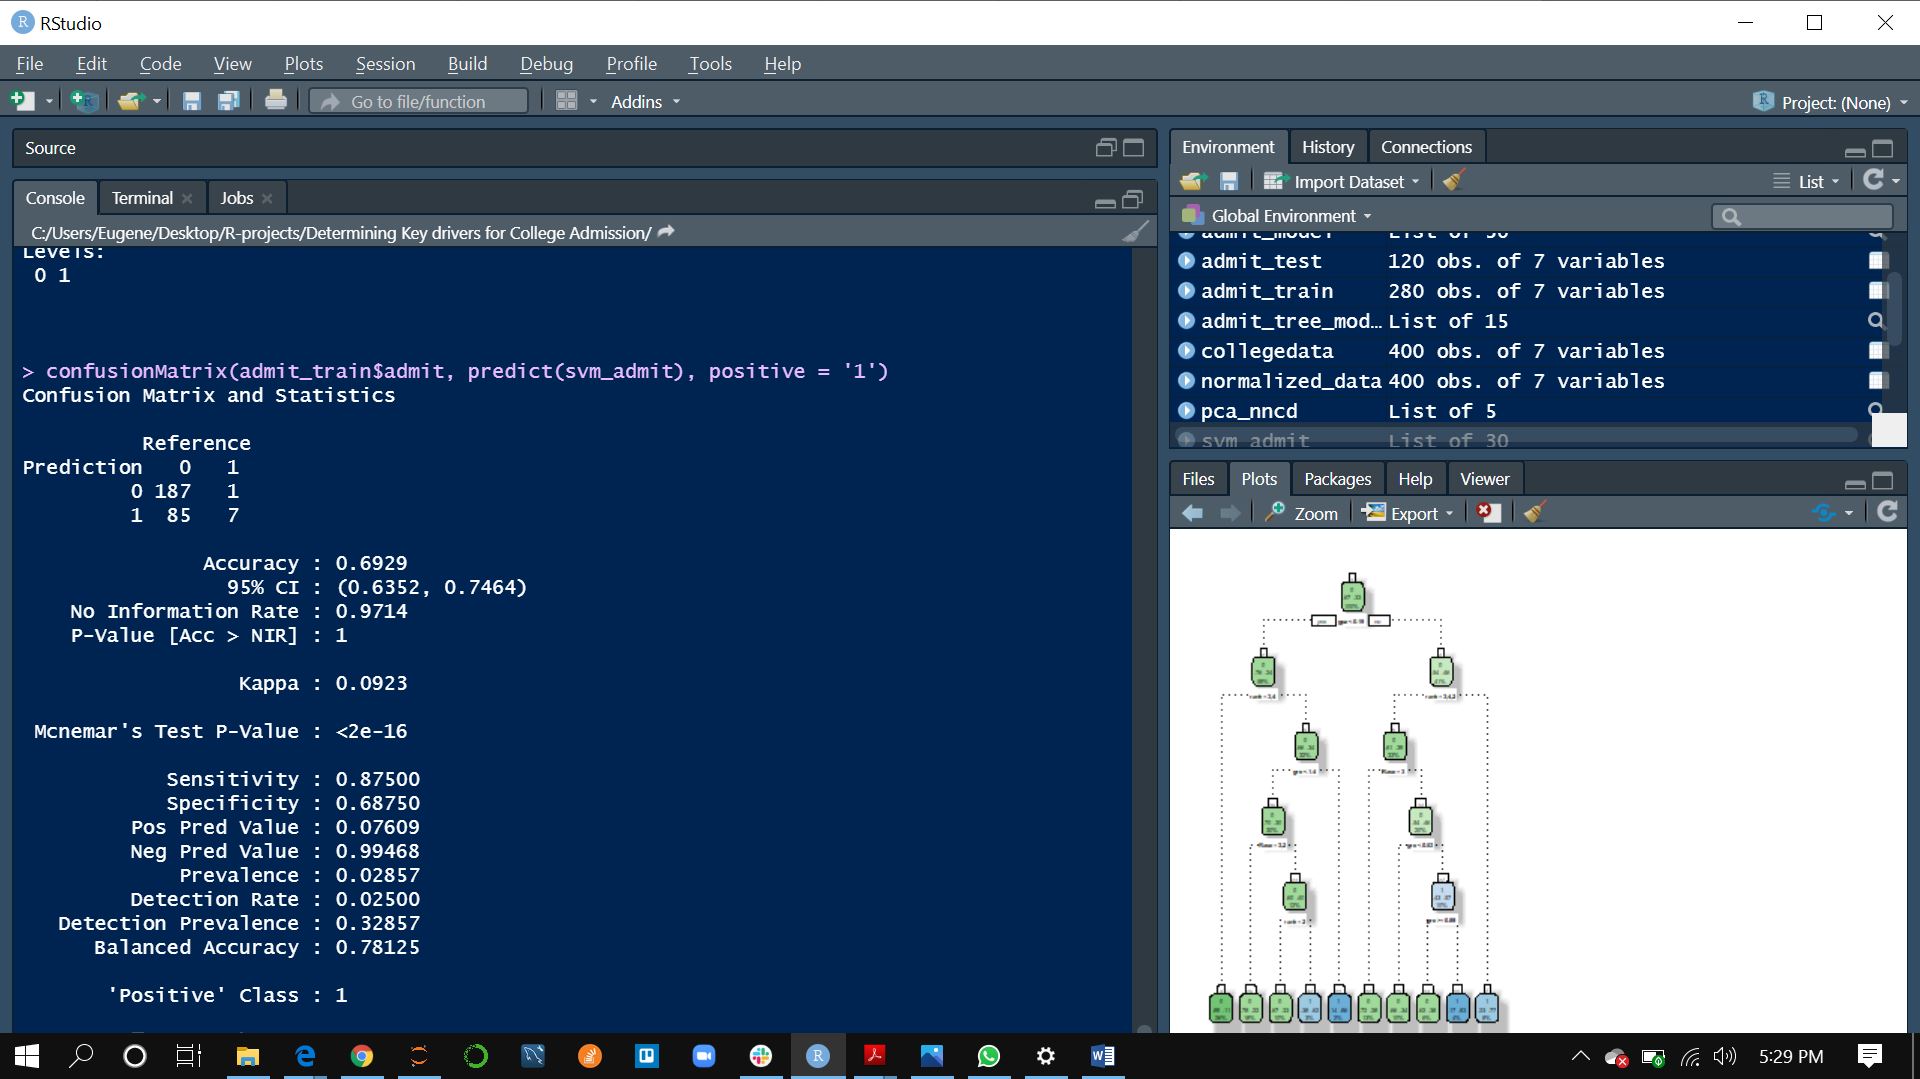 RStudio
File Edit Code View Plots Session Build Debug Profile Tools Help
Go to file/function Addins Project: (None)
Source
Console Terminal Jobs
C:/Users/Eugene/Desktop/R-projects/Determining Key drivers for College Admission/
Levels:
0 1
> confusionMatrix(admit_train$admit, predict(svm_admit), positive = '1')
Confusion Matrix and Statistics
Reference
Prediction 0 1
0 187 1
1 85 7
Accuracy : 0.6929
95% CI : (0.6352, 0.7464)
No Information Rate : 0.9714
P-Value [Acc > NIR] : 1
Kappa : 0.0923
Mcnemar's Test P-Value : <2e-16
Sensitivity : 0.87500
Specificity : 0.68750
Pos Pred Value : 0.07609
Neg Pred Value : 0.99468
Prevalence : 0.02857
Detection Rate : 0.02500
Detection Prevalence : 0.32857
Balanced Accuracy : 0.78125
'Positive' Class : 1
Environment History Connections
Import Dataset List
Global Environment
admit_model List of 30
admit_test 120 obs. of 7 variables
admit_train 280 obs. of 7 variables
admit_tree_mod… List of 15
collegedata 400 obs. of 7 variables
normalized_data 400 obs. of 7 variables
pca_nncd List of 5
svm_admit List of 30
Files Plots Packages Help Viewer
Zoom Export
5:29 PM